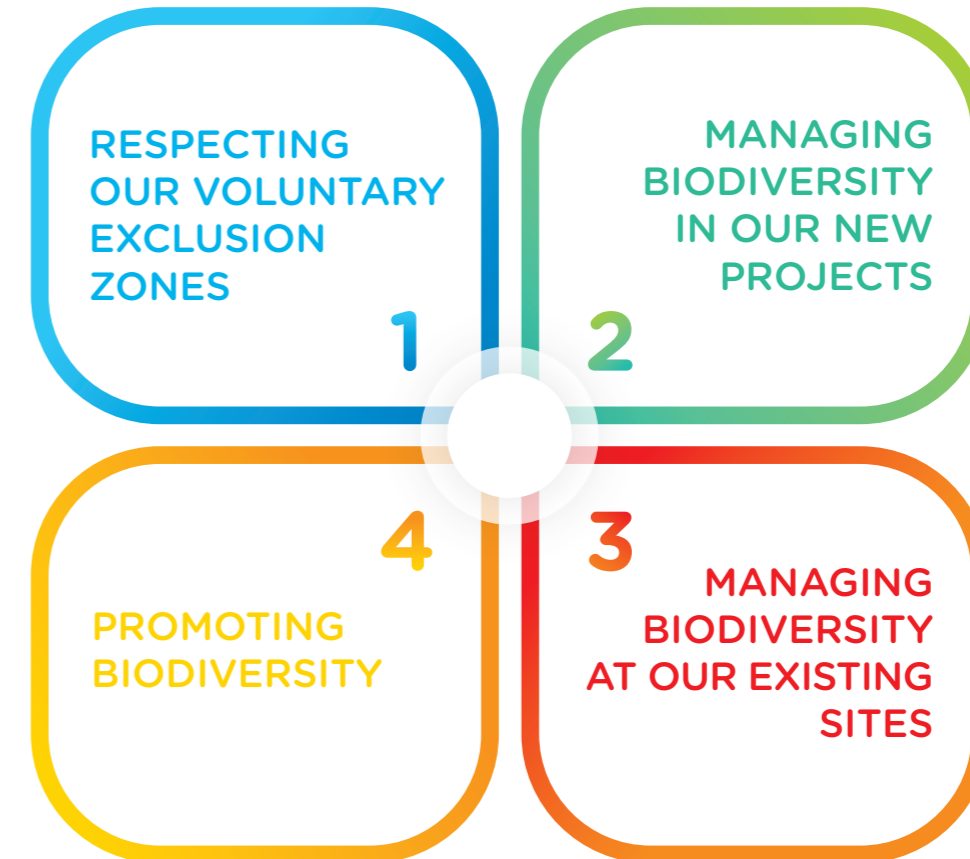 RESPECTING
OUR VOLUNTARY
EXCLUSION
ZONES
1
MANAGING
BIODIVERSITY
IN OUR NEW
PROJECTS
2
3
MANAGING
BIODIVERSITY
AT OUR EXISTING
SITES
4
PROMOTING
BIODIVERSITY